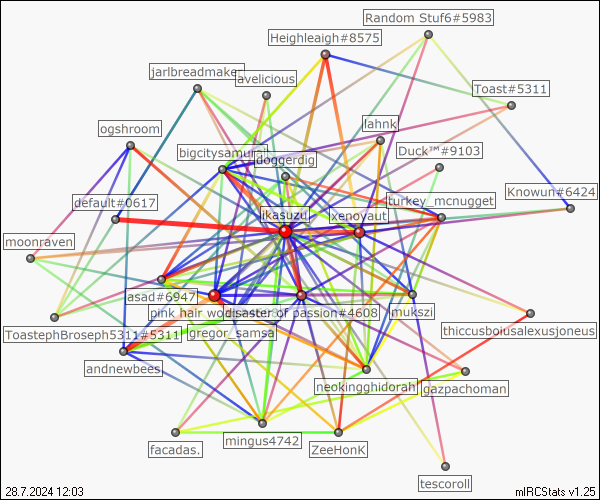 Random Stuf6#5983
Heighleaigh#8575
jarlbreadmaker
avelicious
Toast#5311
ogshroom
lahnk
bigcitysamurai
doggerdig
Duck™#9103
default#0617
ikasuzu
xenoyaut
turkey_mcnugget
Knowun#6424
moonraven
asad#6947
pink hair wo
disaster of passion#4608
mukszi
ToastephBroseph5311#5311
gregor_samsa
thiccusboiusalexusjoneus
andnewbees
neokingghidorah
gazpachoman
facadas.
mingus4742
ZeeHonK
tescoroll
28.7.2024 12:03
mIRCStats v1.25